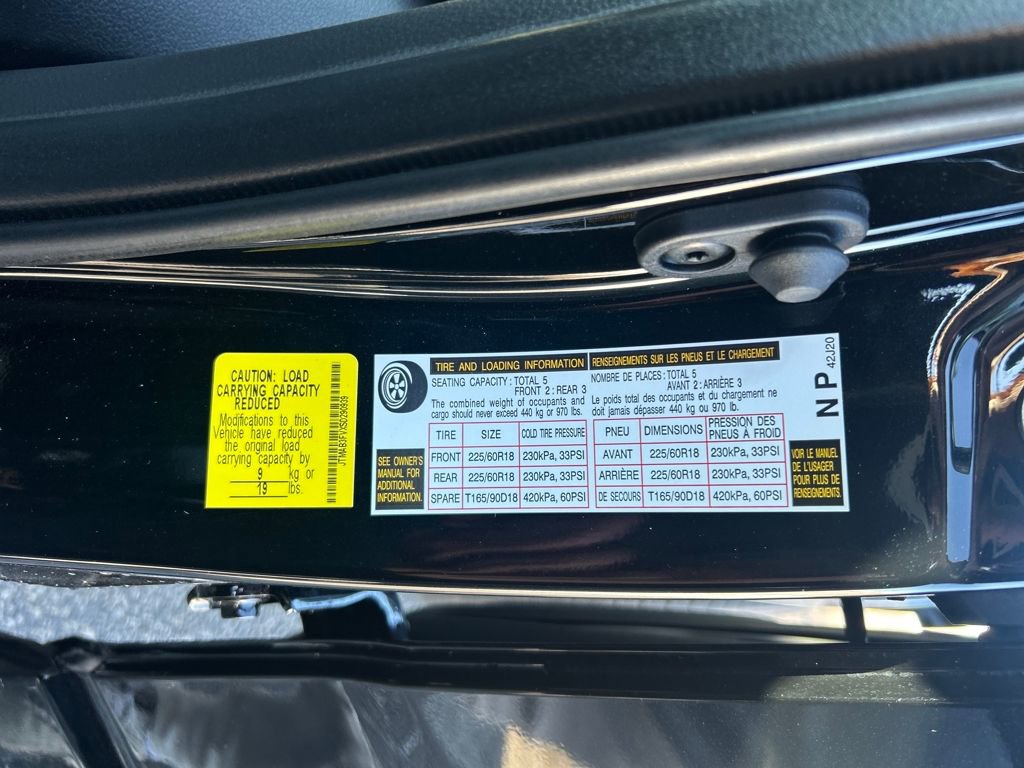 CAUTION: LOAD
CARRYING CAPACITY
REDUCED
Modifications to this
Vehicle have reduced
the original load
carrying capacity by
9 kg or
19 lbs.
TIRE AND LOADING INFORMATION
SEATING CAPACITY: TOTAL 5
FRONT 2 : REAR 3
The combined weight of occupants and
cargo should never exceed 440 kg or 970 lbs.
RENSEIGNEMENTS SUR LES PNEUS ET LE CHARGEMENT
NOMBRE DE PLACES: TOTAL 5
AVANT 2 : ARRIÈRE 3
Le poids total des occupants et du chargement ne
doit jamais dépasser 440 kg ou 970 lb.
SEE OWNER'S
MANUAL FOR
ADDITIONAL
INFORMATION.
TIRE SIZE COLD TIRE PRESSURE
FRONT 225/60R18 230kPa, 33PSI
REAR 225/60R18 230kPa, 33PSI
SPARE T165/90D18 420kPa, 60PSI
PNEU DIMENSIONS PRESSION DES
PNEUS À FROID
AVANT 225/60R18 230kPa, 33PSI
ARRIÈRE 225/60R18 230kPa, 33PSI
DE SECOURS T165/90D18 420kPa, 60PSI
VOIR LE MANUEL
DE L'USAGER
POUR PLUS DE
RENSEIGNEMENTS.
NP
42J20